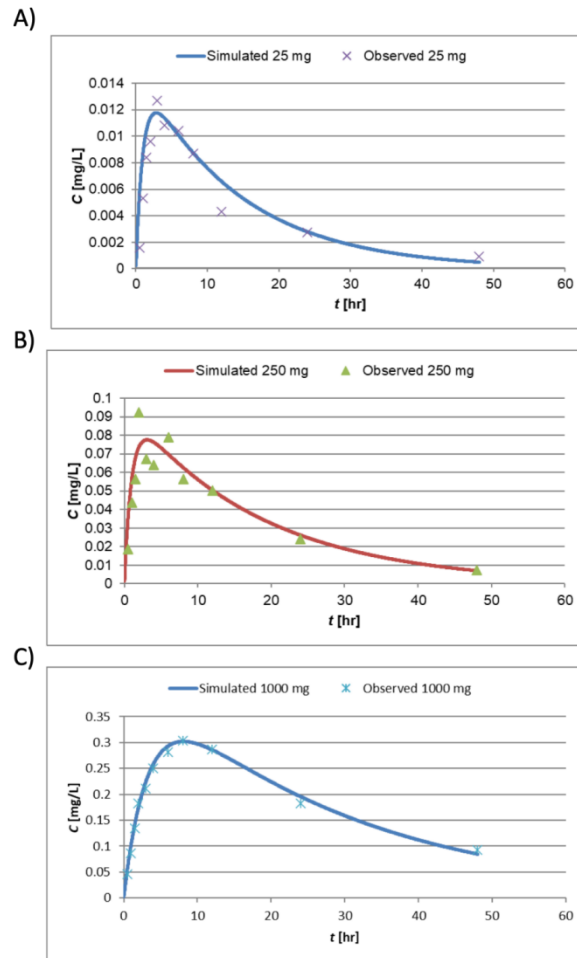 A)
Simulated 25 mg × Observed 25 mg
0.014
0.012
0.01
0.008
0.006
0.004
0.002
0
C [mg/L]
0 10 20 30 40 50 60
t [hr]
B)
Simulated 250 mg Observed 250 mg
0.1
0.09
0.08
0.07
0.06
0.05
0.04
0.03
0.02
0.01
0
C [mg/L]
0 10 20 30 40 50 60
t [hr]
C)
Simulated 1000 mg Observed 1000 mg
0.35
0.3
0.25
0.2
0.15
0.1
0.05
0
C [mg/L]
0 10 20 30 40 50 60
t [hr]